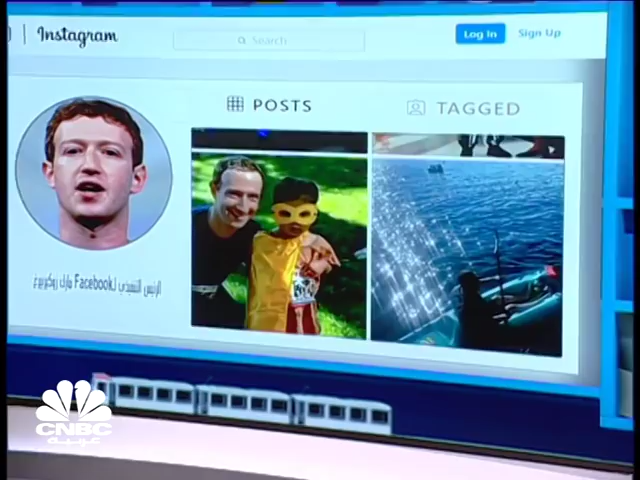 Instagram
Search
Log In
Sign Up
POSTS
TAGGED
الرئيس التنفيذي لـFacebook مارك زوكربيرغ
CNBC
عربية